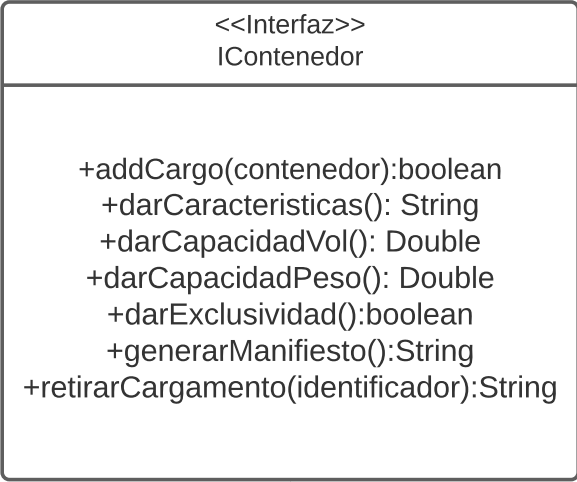 <<Interfaz>>
IContenedor
+addCargo(contenedor):boolean
+darCaracteristicas(): String
+darCapacidadVol(): Double
+darCapacidadPeso(): Double
+darExclusividad():boolean
+generarManifiesto():String
+retirarCargamento(identificador):String